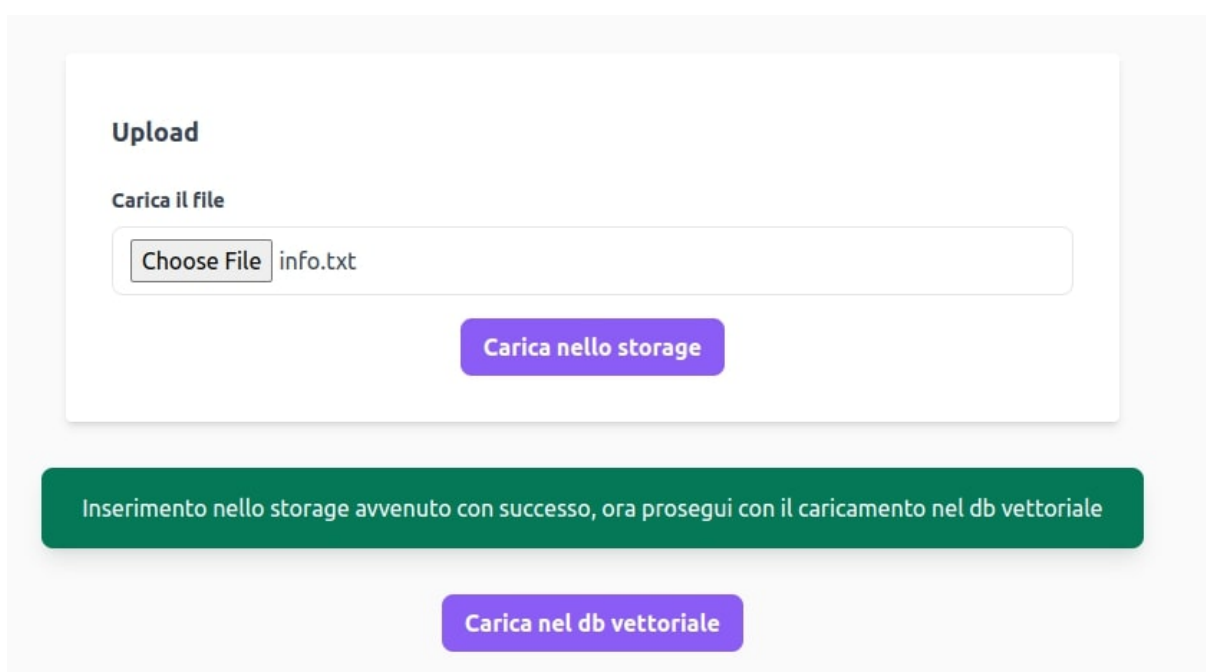 Upload
Carica il file
Choose File info.txt
Carica nello storage
Inserimento nello storage avvenuto con successo, ora prosegui con il caricamento nel db vettoriale
Carica nel db vettoriale